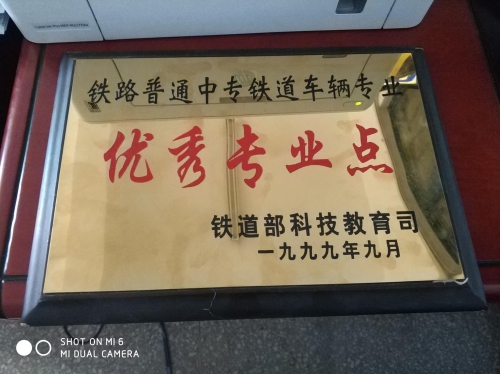 铁路普通中专铁道车辆专业
优秀专业点
铁道部科技教育司
一九九九年九月
SHOT ON MI 6
MI DUAL CAMERA